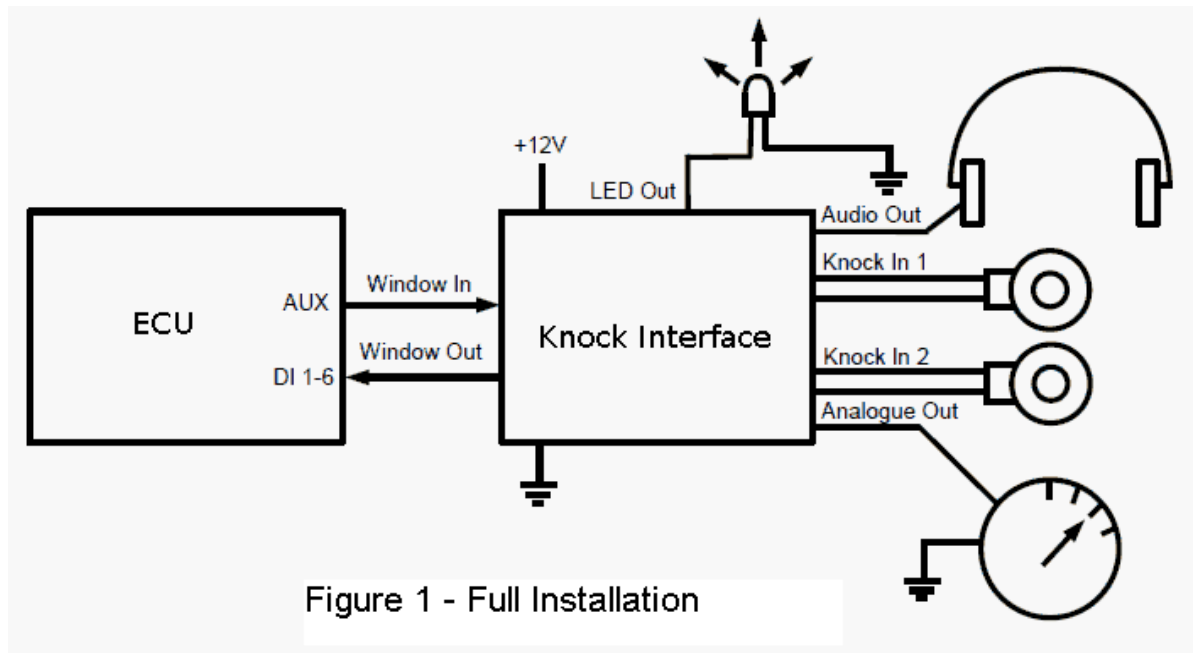 +12V
LED Out
Audio Out
Knock In 1
Window In
AUX
ECU
Knock Interface
Window Out
Knock In 2
DI 1-6
Analogue Out
Figure 1 - Full Installation